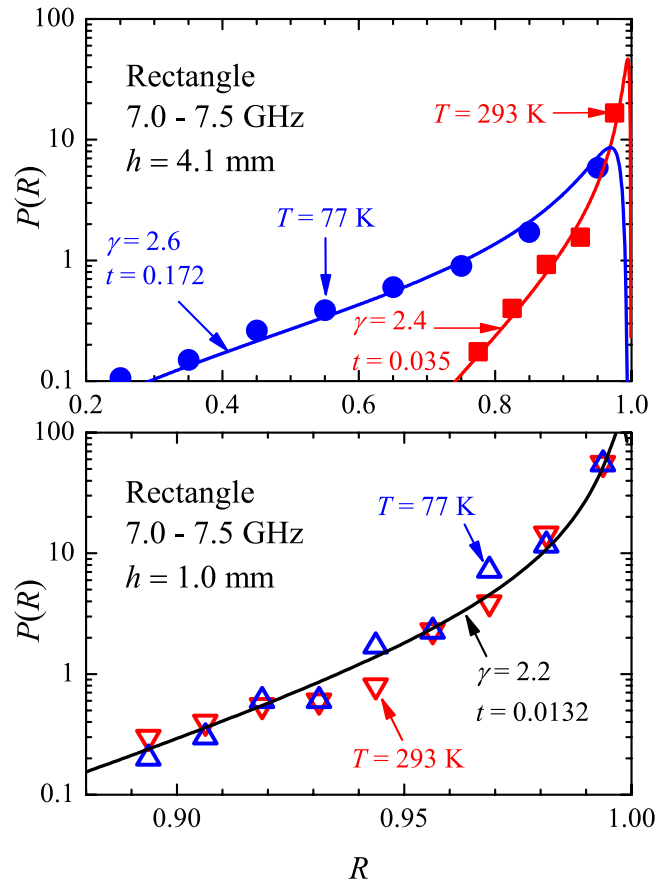 100
10
1
0.1
P(R)
Rectangle
7.0 - 7.5 GHz
h = 4.1 mm
T = 293 K
T = 77 K
γ = 2.6
t = 0.172
γ = 2.4
t = 0.035
0.2 0.4 0.6 0.8 1.0
100
10
1
0.1
P(R)
Rectangle
7.0 - 7.5 GHz
h = 1.0 mm
T = 77 K
γ = 2.2
t = 0.0132
T = 293 K
0.90 0.95 1.00
R